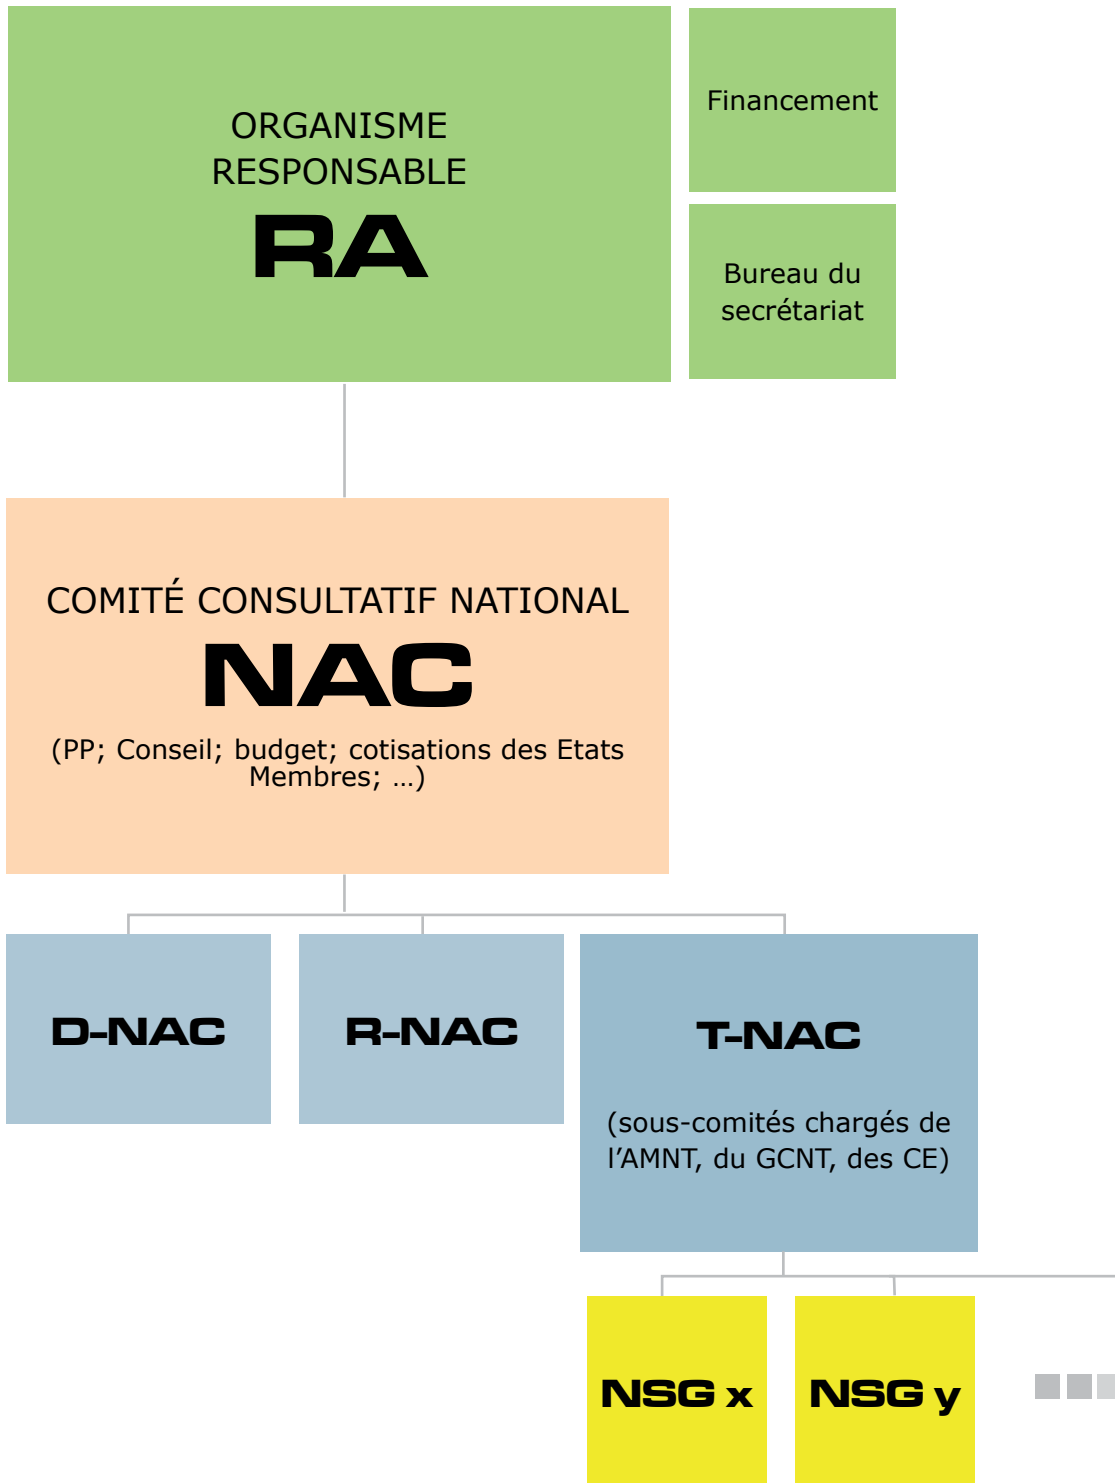 ORGANISME
RESPONSABLE
RA
Financement
Bureau du
secrétariat
COMITÉ CONSULTATIF NATIONAL
NAC
(PP; Conseil; budget; cotisations des Etats
Membres; …)
D-NAC
R-NAC
T-NAC
(sous-comités chargés de
l’AMNT, du GCNT, des CE)
NSG x
NSG y